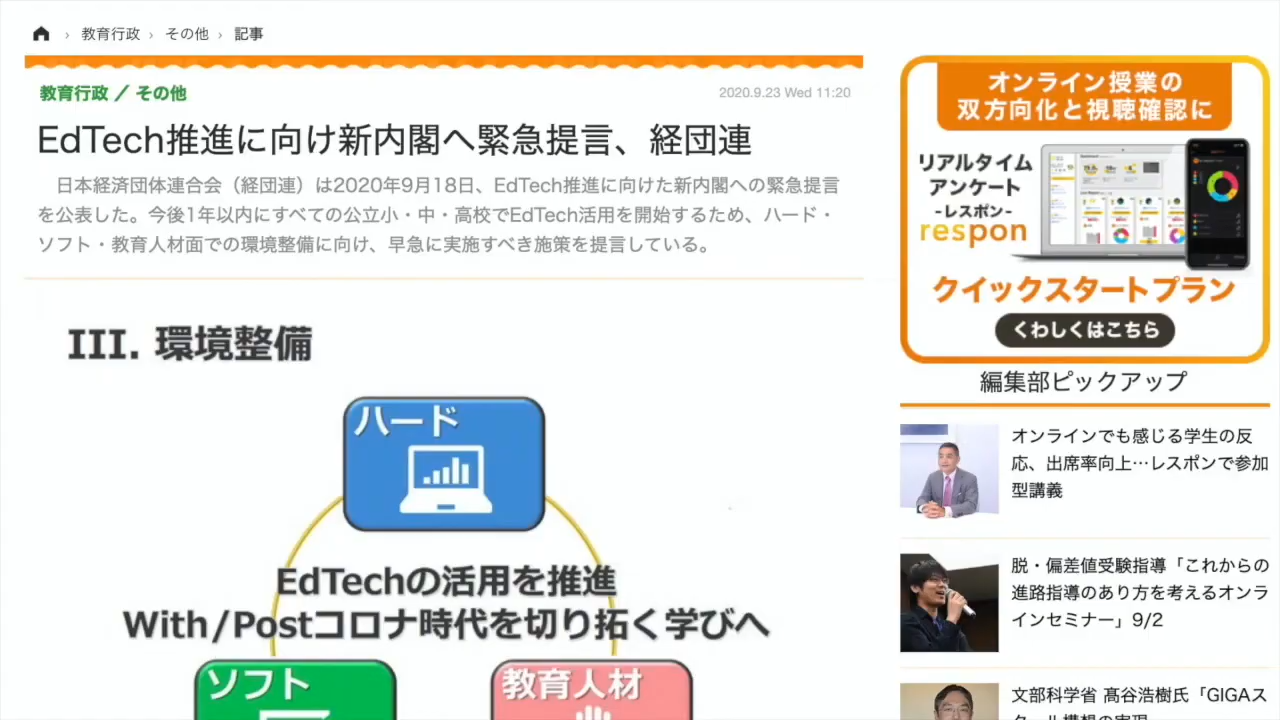 教育行政 › その他 › 記事
教育行政 ／ その他
2020.9.23 Wed 11:20
EdTech推進に向け新内閣へ緊急提言、経団連
日本経済団体連合会（経団連）は2020年9月18日、EdTech推進に向けた新内閣への緊急提言
を公表した。今後1年以内にすべての公立小・中・高校でEdTech活用を開始するため、ハード・
ソフト・教育人材面での環境整備に向け、早急に実施すべき施策を提言している。
III. 環境整備
ハード
EdTechの活用を推進
With/Postコロナ時代を切り拓く学びへ
ソフト
教育人材
オンライン授業の
双方向化と視聴確認に
リアルタイム
アンケート
-レスポン-
respon
クイックスタートプラン
くわしくはこちら
編集部ピックアップ
オンラインでも感じる学生の反
応、出席率向上…レスポンで参加
型講義
脱・偏差値受験指導「これからの
進路指導のあり方を考えるオンラ
インセミナー」9/2
文部科学省 髙谷浩樹氏「GIGAス
クール構想の実現